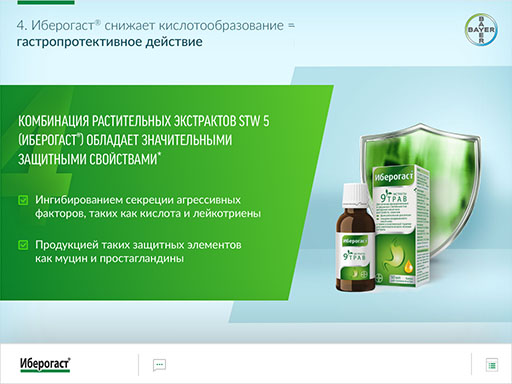 4. Иберогаст® снижает кислотообразование =
гастропротективное действие
BAYER
BAYER
КОМБИНАЦИЯ РАСТИТЕЛЬНЫХ ЭКСТРАКТОВ STW 5
(ИБЕРОГАСТ®) ОБЛАДАЕТ ЗНАЧИТЕЛЬНЫМИ
ЗАЩИТНЫМИ СВОЙСТВАМИ*
Ингибированием секреции агрессивных
факторов, таких как кислота и лейкотриены
Продукцией таких защитных элементов
как муцин и простагландины
4
Иберогаст
9 ТРАВ
Иберогаст
9 ТРАВ
Иберогаст®